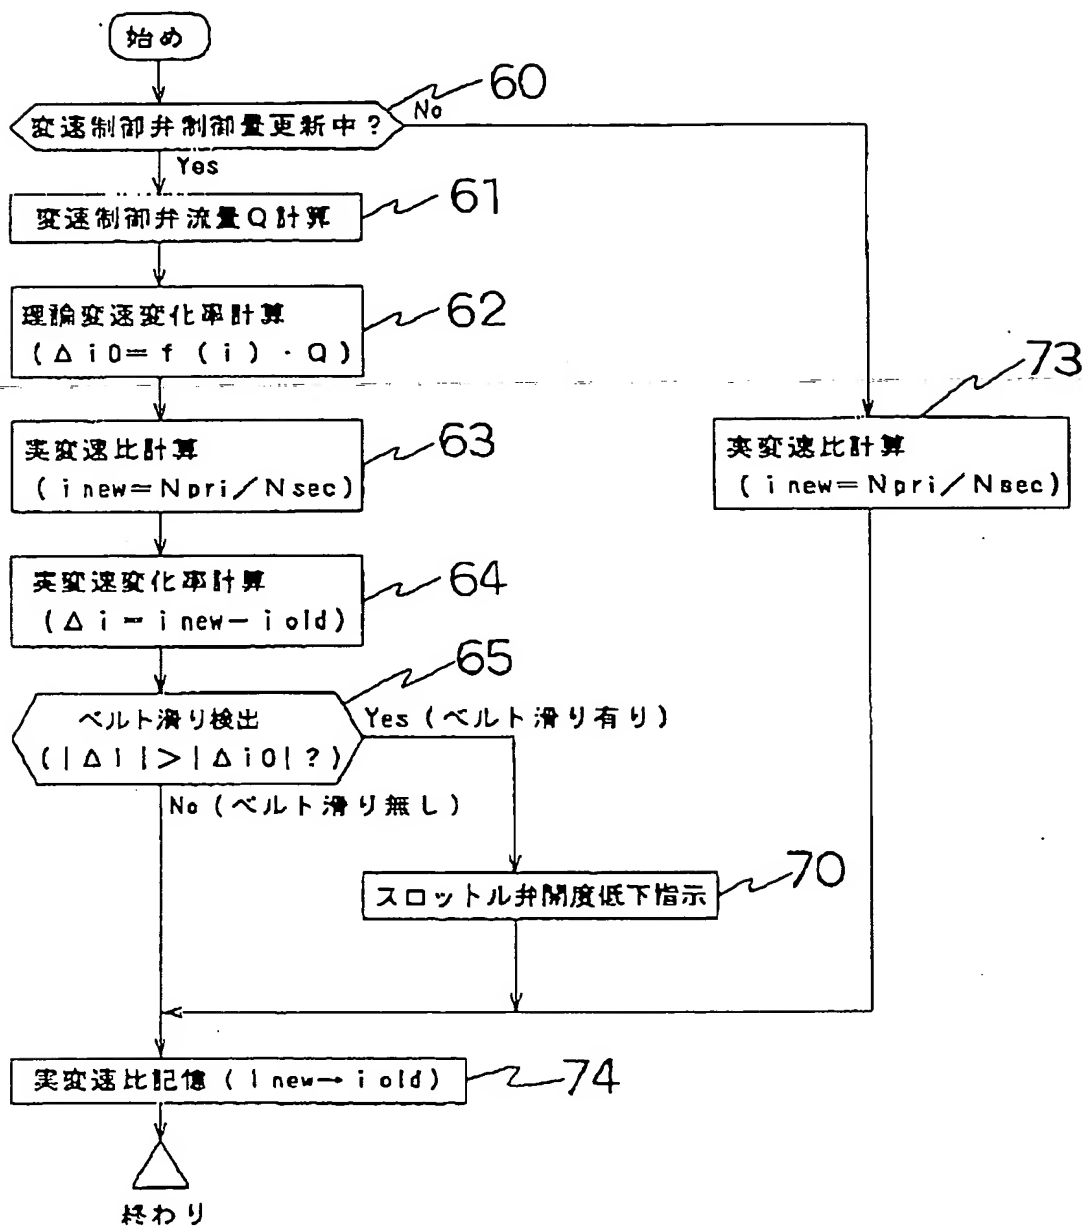 始め
60
変速制御弁制御量更新中?
No
Yes
変速制御弁流量Q計算
61
理論変速変化率計算
(Δi0=f(i)・Q)
62
実変速比計算
(inew=Npri/Nsec)
63
実変速比計算
(inew=Npri/Nsec)
73
実変速変化率計算
(Δi=inew-iold)
64
ベルト滑り検出
(|Δi|>|Δi0|?)
65
Yes(ベルト滑り有り)
No(ベルト滑り無し)
スロットル弁開度低下指示
70
実変速比記憶(inew→iold)
74
終わり